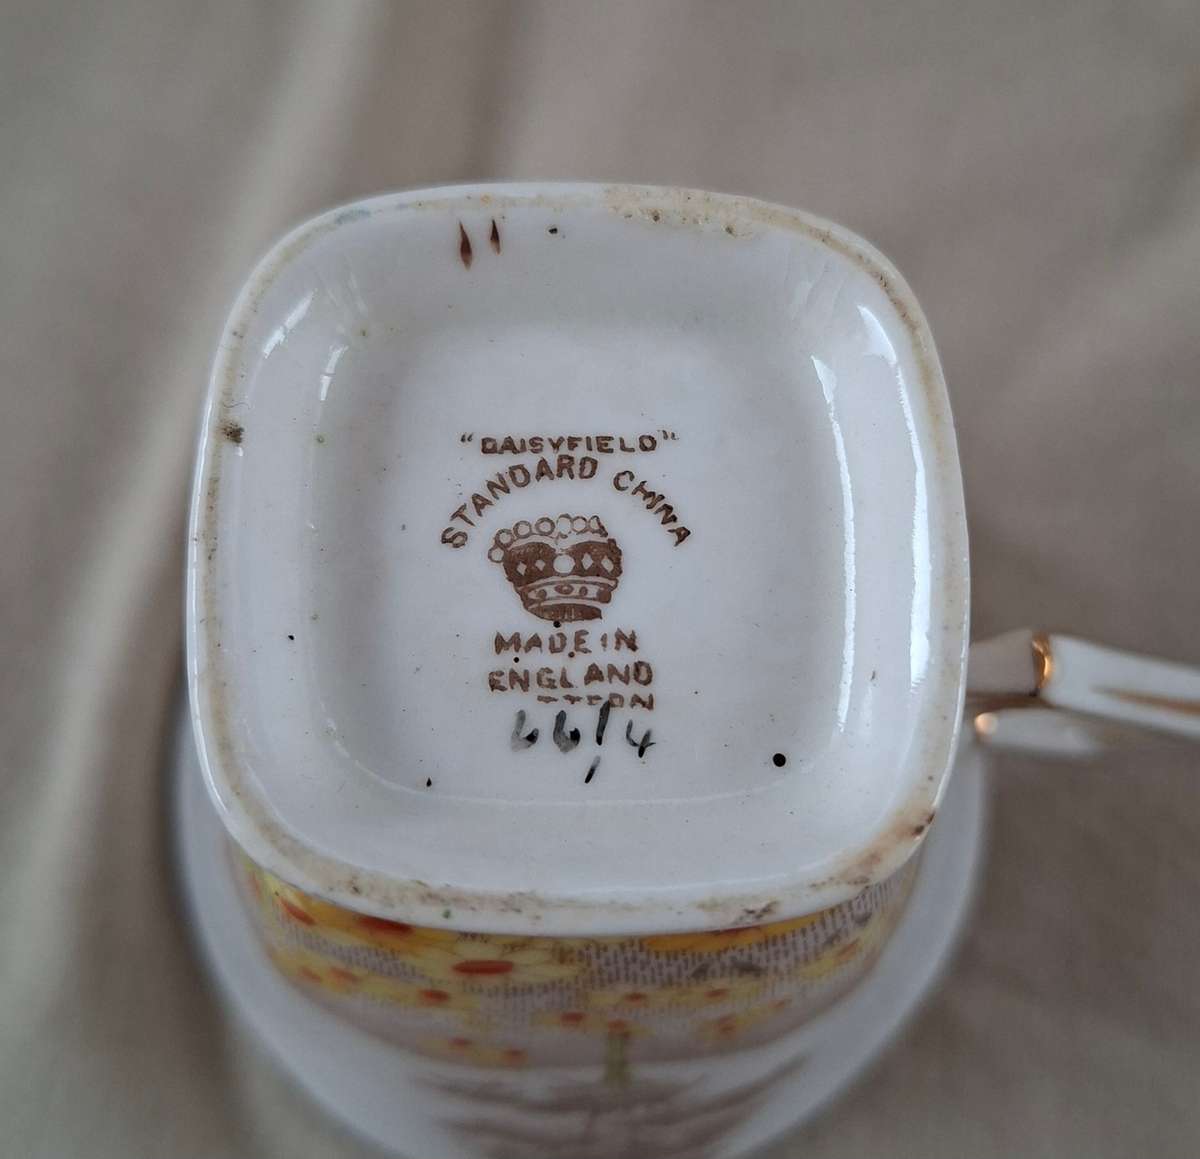 "DAISYFIELD"
STANDARD CHINA
MADE IN
ENGLAND
66/4